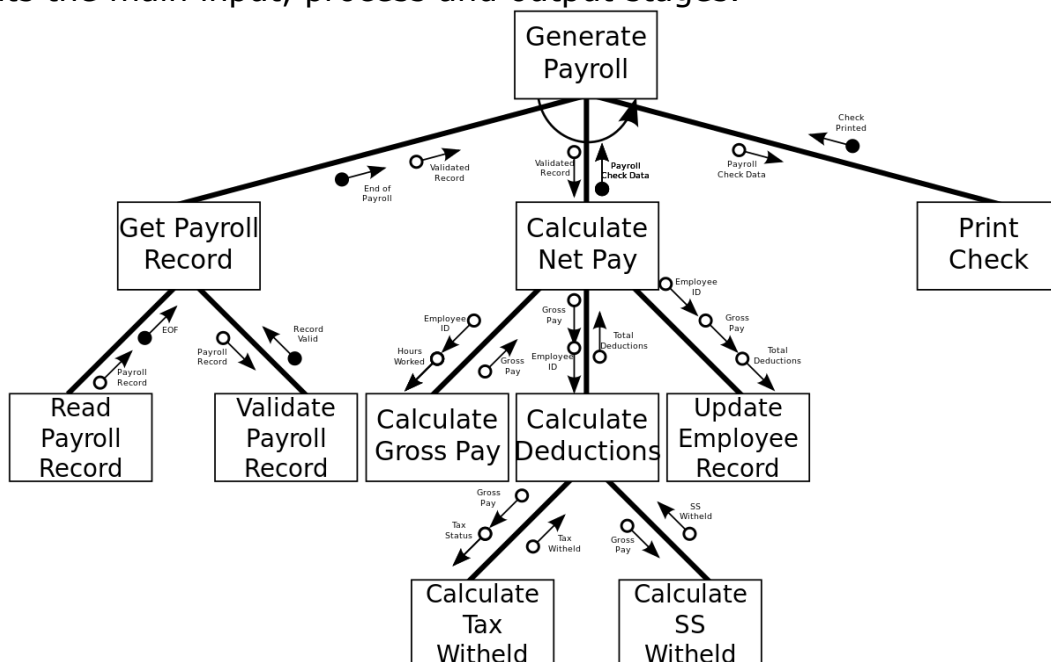 the main input, process and output stages.
Generate
Payroll
Check
Printed
Validated
Record
End of
Payroll
Validated
Record
Payroll
Check Data
Payroll
Check Data
Get Payroll
Record
Calculate
Net Pay
Print
Check
EOF
Payroll
Record
Payroll
Record
Record
Valid
Employee
ID
Hours
Worked
Gross
Pay
Gross
Pay
Employee
ID
Total
Deductions
Employee
ID
Gross
Pay
Total
Deductions
Read
Payroll
Record
Validate
Payroll
Record
Calculate
Gross Pay
Calculate
Deductions
Update
Employee
Record
Gross
Pay
Tax
Status
Tax
Witheld
Gross
Pay
SS
Witheld
Calculate
Tax
Witheld
Calculate
SS
Witheld